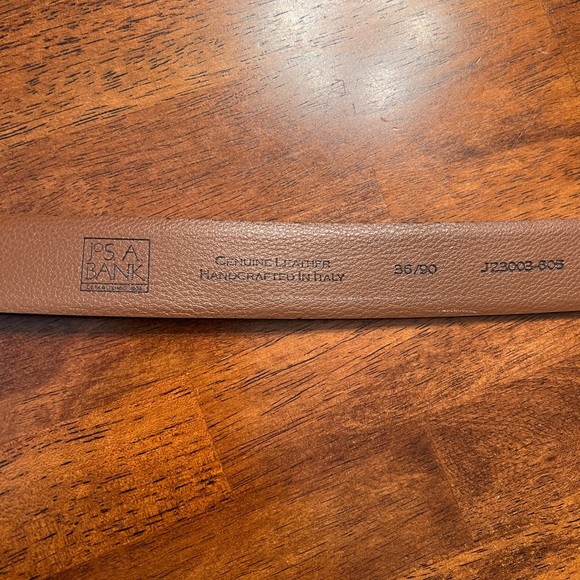 JoS. A.
BANK
ESTABLISHED 1905
GENUINE LEATHER
HANDCRAFTED IN ITALY
36/90
J23003-605